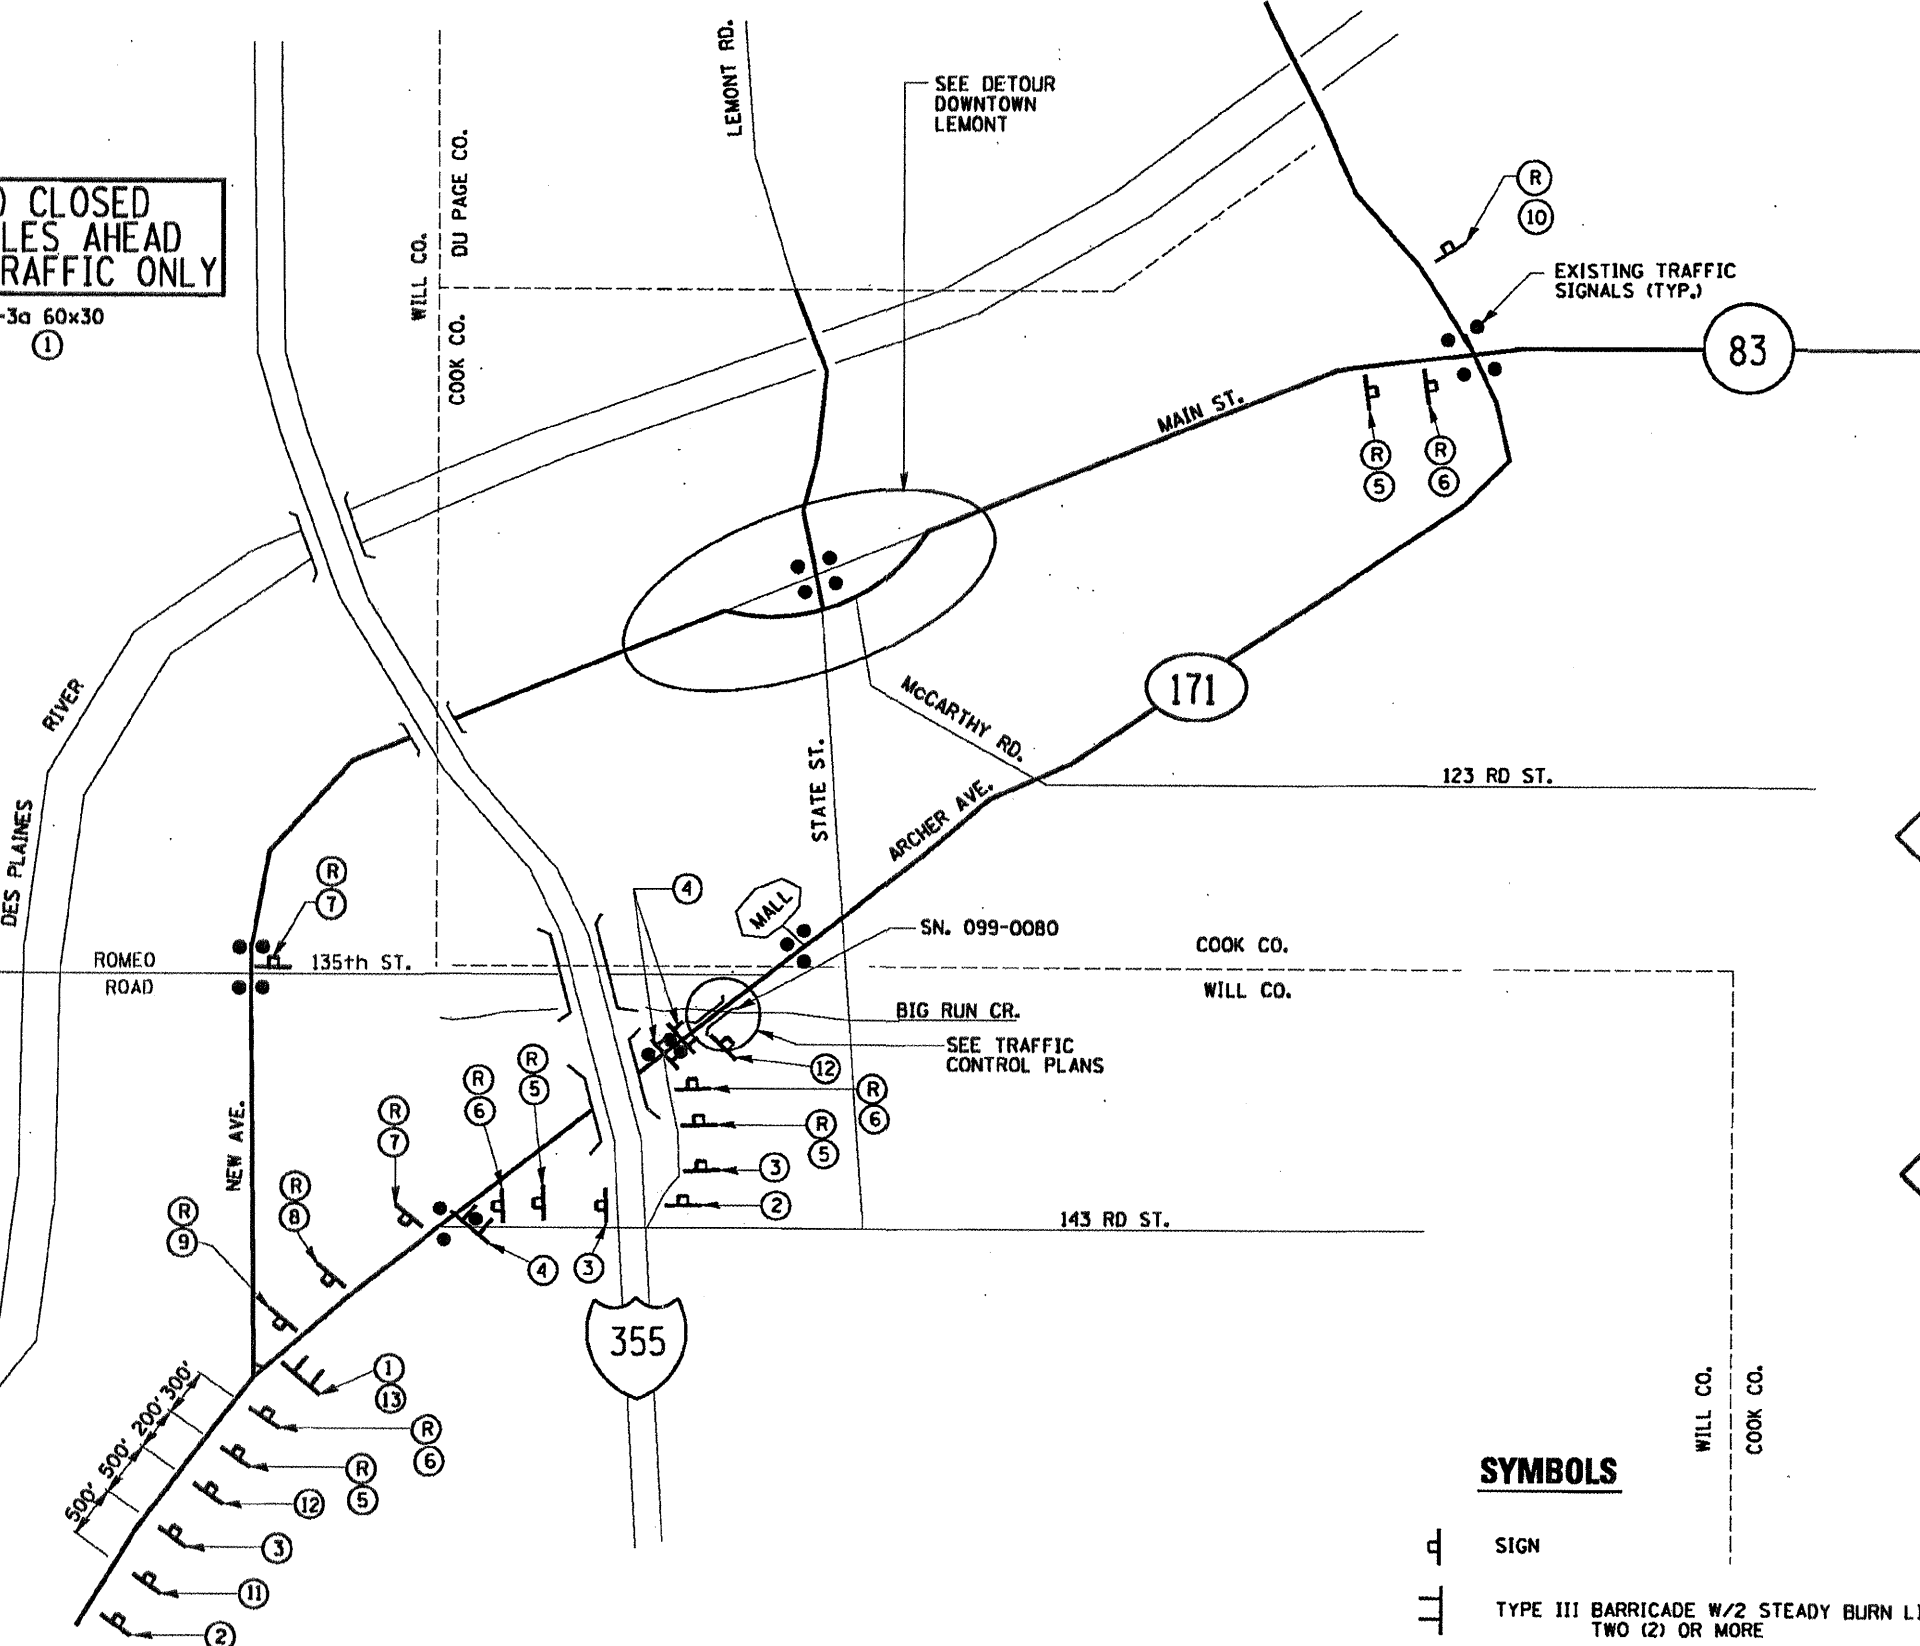 LEMONT RD.
SEE DETOUR
DOWNTOWN
LEMONT
CLOSED
AHEAD
ONLY
-3a 60x30
1
WILL CO.
DU PAGE CO.
COOK CO.
R
10
EXISTING TRAFFIC
SIGNALS (TYP.)
83
MAIN ST.
R
5
R
6
171
McCARTHY RD.
123 RD ST.
STATE ST.
ARCHER AVE.
RIVER
DES PLAINES
R
7
4
MALL
SN. 099-0080
ROMEO
ROAD
135th ST.
COOK CO.
WILL CO.
BIG RUN CR.
SEE TRAFFIC
CONTROL PLANS
12
R
6
R
5
3
2
R
5
R
6
R
7
NEW AVE.
R
8
R
9
143 RD ST.
4
3
355
1
13
300'
200'
500'
500'
R
6
R
5
12
3
11
2
WILL CO.
COOK CO.
SYMBOLS
SIGN
TYPE III BARRICADE W/2 STEADY BURN
TWO (2) OR MORE